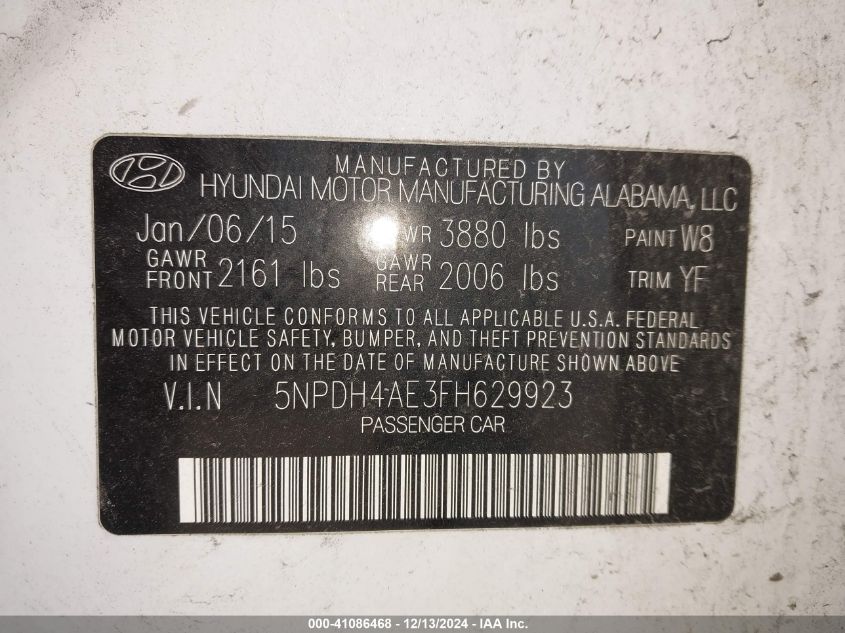 MANUFACTURED BY
HYUNDAI MOTOR MANUFACTURING ALABAMA, LLC
Jan/06/15 WR 3880 lbs PAINT W8
GAWR FRONT 2161 lbs GAWR REAR 2006 lbs TRIM YF
THIS VEHICLE CONFORMS TO ALL APPLICABLE U.S.A. FEDERAL
MOTOR VEHICLE SAFETY, BUMPER, AND THEFT PREVENTION STANDARDS
IN EFFECT ON THE DATE OF MANUFACTURE SHOWN ABOVE
V.I.N 5NPDH4AE3FH629923
PASSENGER CAR
000-41086468 - 12/13/2024 - IAA Inc.